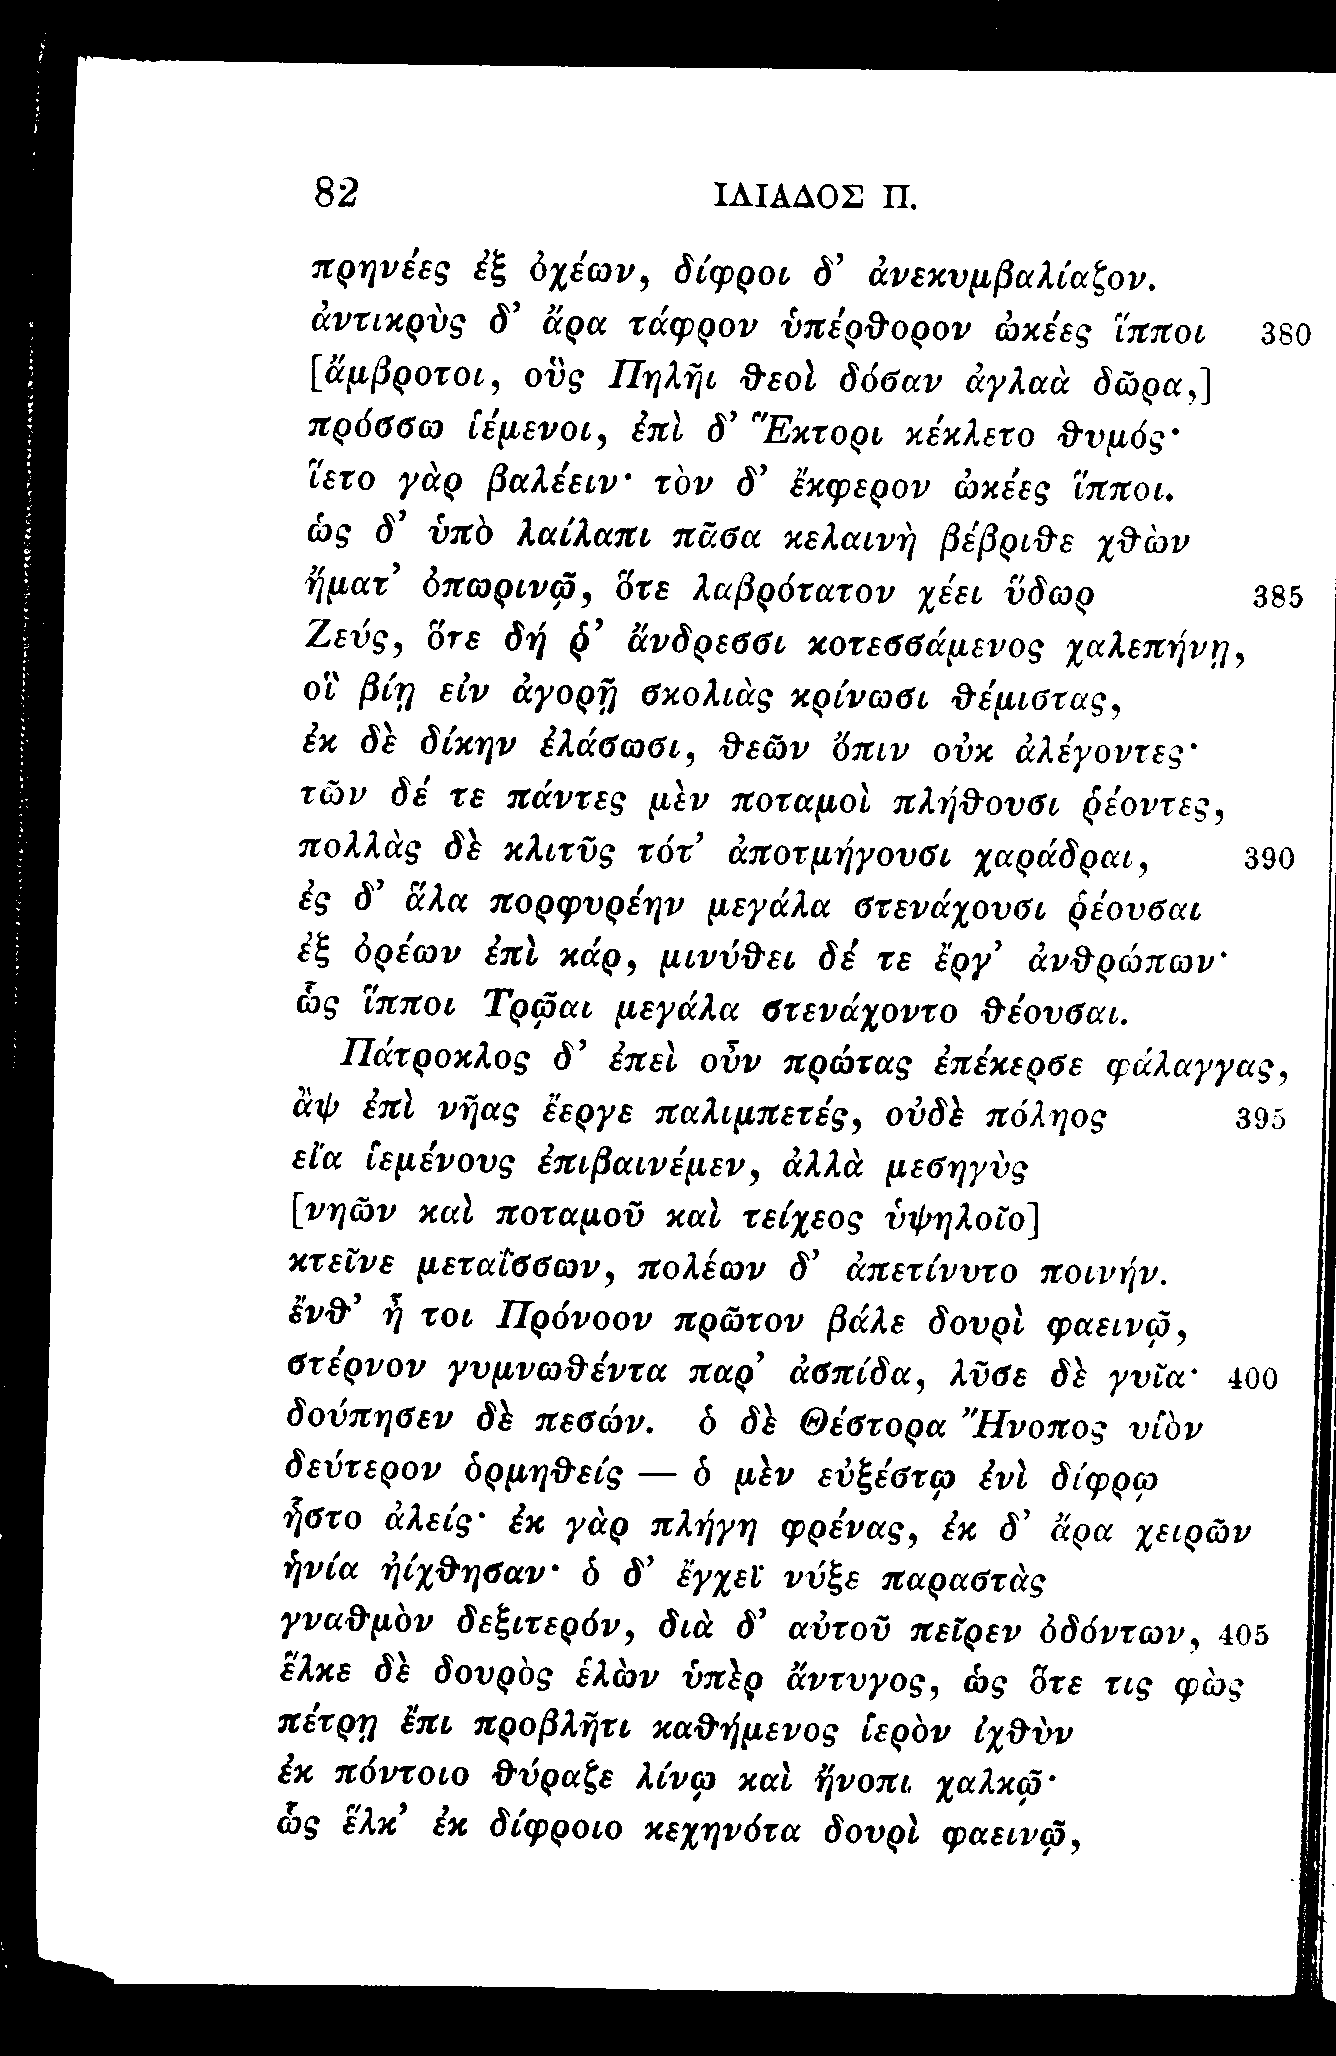 82 ΙΛΙΑΔΟΣ Π.
πρηνέες ἐξ ὀχέων, δίφροι δ’ ἀνεκυμβαλίαζον.
ἀντικρὺς δ’ ἄρα τάφρον ὑπέρθορον ὠκέες ἵπποι 380
[ἄμβροτοι, οὓς Πηλῆι θεοὶ δόσαν ἀγλαὰ δῶρα,]
πρόσσω ἱέμενοι, ἐπὶ δ’ Ἕκτορι κέκλετο θυμός·
ἵετο γὰρ βαλέειν· τὸν δ’ ἔκφερον ὠκέες ἵπποι.
ὡς δ’ ὑπὸ λαίλαπι πᾶσα κελαινὴ βέβριθε χθὼν
ἤματ’ ὀπωρινῷ, ὅτε λαβρότατον χέει ὕδωρ 385
Ζεύς, ὅτε δή ῥ’ ἄνδρεσσι κοτεσσάμενος χαλεπήνῃ,
οἳ βίῃ εἰν ἀγορῇ σκολιὰς κρίνωσι θέμιστας,
ἐκ δὲ δίκην ἐλάσωσι, θεῶν ὄπιν οὐκ ἀλέγοντες·
τῶν δέ τε πάντες μὲν ποταμοὶ πλήθουσι ῥέοντες,
πολλὰς δὲ κλιτῦς τότ’ ἀποτμήγουσι χαράδραι, 390
ἐς δ’ ἅλα πορφυρέην μεγάλα στενάχουσι ῥέουσαι
ἐξ ὀρέων ἐπὶ κάρ, μινύθει δέ τε ἔργ’ ἀνθρώπων·
ὣς ἵπποι Τρῷαι μεγάλα στενάχοντο θέουσαι.
Πάτροκλος δ’ ἐπεὶ οὖν πρώτας ἐπέκερσε φάλαγγας,
ἂψ ἐπὶ νῆας ἔεργε παλιμπετές, οὐδὲ πόληος 395
εἴα ἱεμένους ἐπιβαινέμεν, ἀλλὰ μεσηγὺς
[νηῶν καὶ ποταμοῦ καὶ τείχεος ὑψηλοῖο]
κτεῖνε μεταΐσσων, πολέων δ’ ἀπετίνυτο ποινήν.
ἔνθ’ ἦ τοι Πρόνοον πρῶτον βάλε δουρὶ φαεινῷ,
στέρνον γυμνωθέντα παρ’ ἀσπίδα, λῦσε δὲ γυῖα· 400
δούπησεν δὲ πεσών. ὁ δὲ Θέστορα Ἤνοπος υἱὸν
δεύτερον ὁρμηθείς — ὁ μὲν εὐξέστῳ ἐνὶ δίφρῳ
ἧστο ἀλείς· ἐκ γὰρ πλήγη φρένας, ἐκ δ’ ἄρα χειρῶν
ἡνία ἠίχθησαν· ὁ δ’ ἔγχεϊ νύξε παραστὰς
γναθμὸν δεξιτερόν, διὰ δ’ αὐτοῦ πεῖρεν ὀδόντων, 405
ἕλκε δὲ δουρὸς ἑλὼν ὑπὲρ ἄντυγος, ὡς ὅτε τις φὼς
πέτρῃ ἔπι προβλῆτι καθήμενος ἱερὸν ἰχθὺν
ἐκ πόντοιο θύραζε λίνῳ καὶ ἤνοπι χαλκῷ·
ὣς ἕλκ’ ἐκ δίφροιο κεχηνότα δουρὶ φαεινῷ,